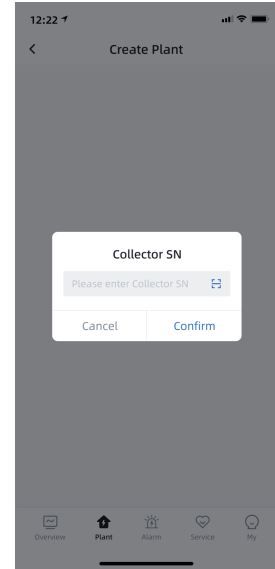 12:22
Create Plant
Collector SN
Please enter Collector SN
Cancel
Confirm
Overview
Plant
Alarm
Service
My